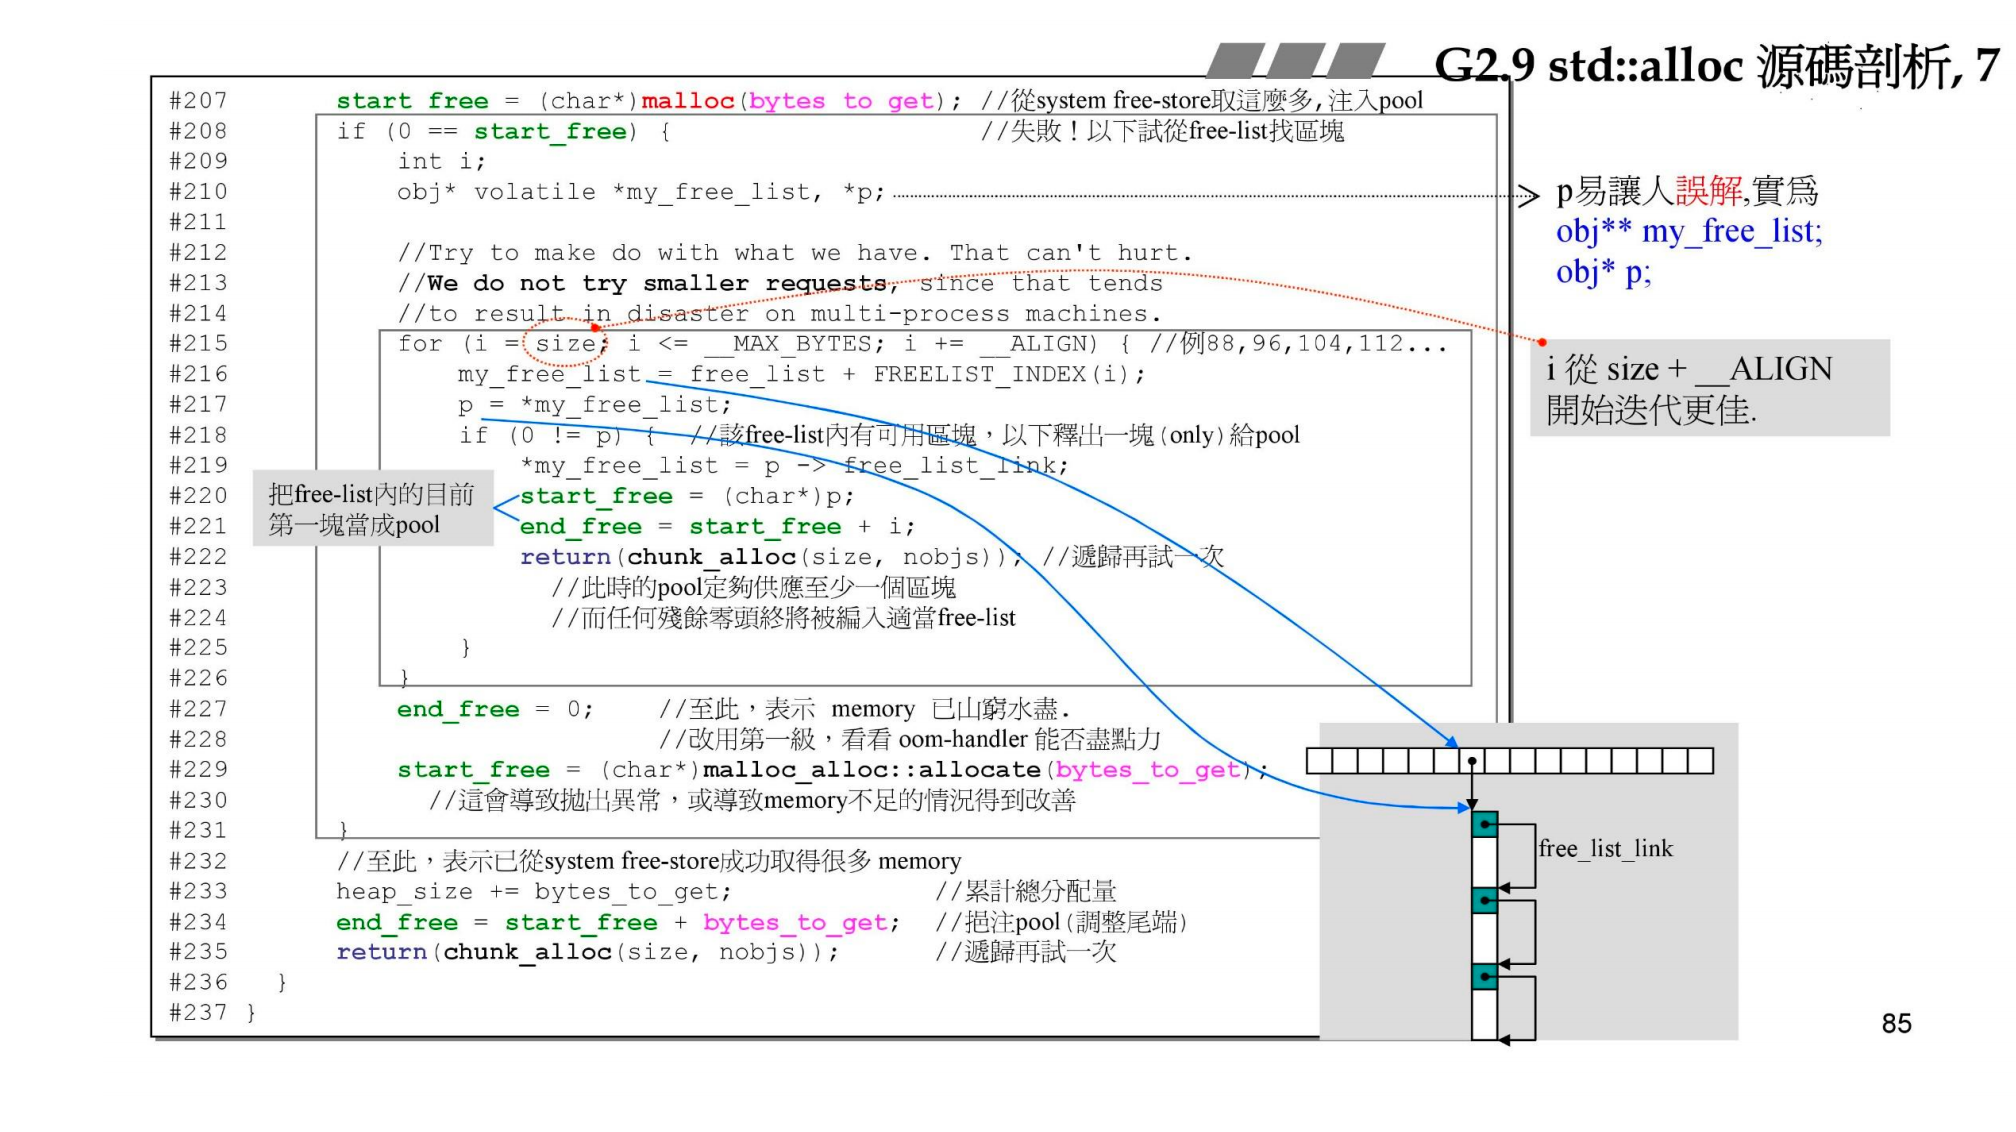 G2.9 std::alloc 源碼剖析, 7
#207 start_free = (char*)malloc(bytes_to_get); //從system free-store取這麼多,注入pool
#208 if (0 == start_free) { //失敗！以下試從free-list找區塊
#209 int i;
#210 obj* volatile *my_free_list, *p;
#211
#212 //Try to make do with what we have. That can't hurt.
#213 //We do not try smaller requests, since that tends
#214 //to result in disaster on multi-process machines.
#215 for (i = size; i <= __MAX_BYTES; i += __ALIGN) { //例88,96,104,112...
#216 my_free_list = free_list + FREELIST_INDEX(i);
#217 p = *my_free_list;
#218 if (0 != p) { //該free-list內有可用區塊，以下釋出一塊(only)給pool
#219 *my_free_list = p -> free_list_link;
#220 start_free = (char*)p;
#221 end_free = start_free + i;
#222 return(chunk_alloc(size, nobjs)); //遞歸再試一次
#223 //此時的pool定夠供應至少一個區塊
#224 //而任何殘餘零頭終將被編入適當free-list
#225 }
#226 }
#227 end_free = 0; //至此，表示 memory 已山窮水盡.
#228 //改用第一級，看看 oom-handler 能否盡點力
#229 start_free = (char*)malloc_alloc::allocate(bytes_to_get);
#230 //這會導致拋出異常，或導致memory不足的情況得到改善
#231 }
#232 //至此，表示已從system free-store成功取得很多 memory
#233 heap_size += bytes_to_get; //累計總分配量
#234 end_free = start_free + bytes_to_get; //挹注pool(調整尾端)
#235 return(chunk_alloc(size, nobjs)); //遞歸再試一次
#236 }
#237 }
把free-list內的目前
第一塊當成pool
p易讓人誤解,實為
obj** my_free_list;
obj* p;
i 從 size + __ALIGN
開始迭代更佳.
free_list_link
85